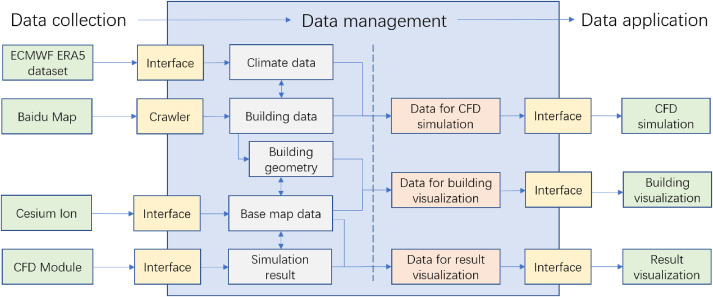 Data collection
Data management
Data application
ECMWF ERA5
dataset
Interface
Climate data
Baidu Map
Crawler
Building data
Data for CFD
simulation
Interface
CFD
simulation
Building
geometry
Data for building
visualization
Interface
Building
visualization
Cesium Ion
Interface
Base map data
CFD Module
Interface
Simulation
result
Data for result
visualization
Interface
Result
visualization